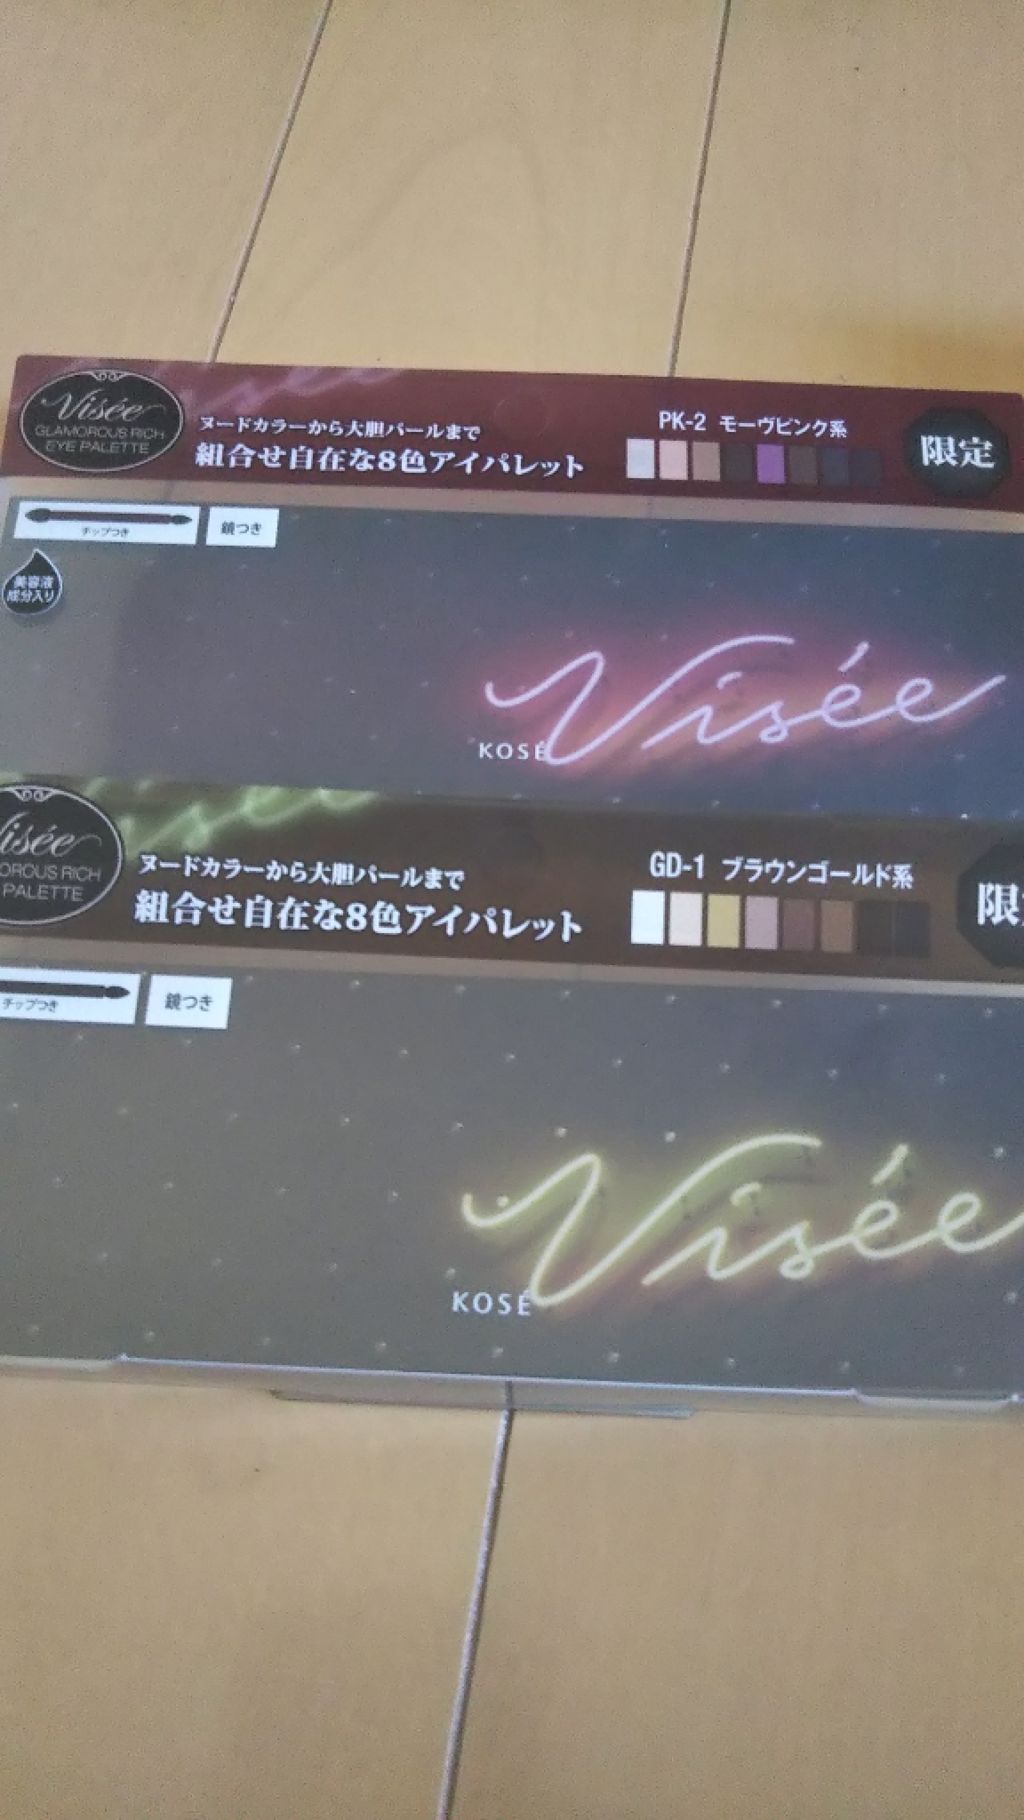 Visée
GLAMOROUS RICH
EYE PALETTE
ヌードカラーから大胆パールまで
組合せ自在な8色アイパレット
PK-2 モーヴピンク系
限定
チップつき
鏡つき
美容液
成分入り
KOSÉ Visée
isée
OROUS RICH
PALETTE
ヌードカラーから大胆パールまで
組合せ自在な8色アイパレット
GD-1 ブラウンゴールド系
限
チップつき
鏡つき
KOSÉ Visée